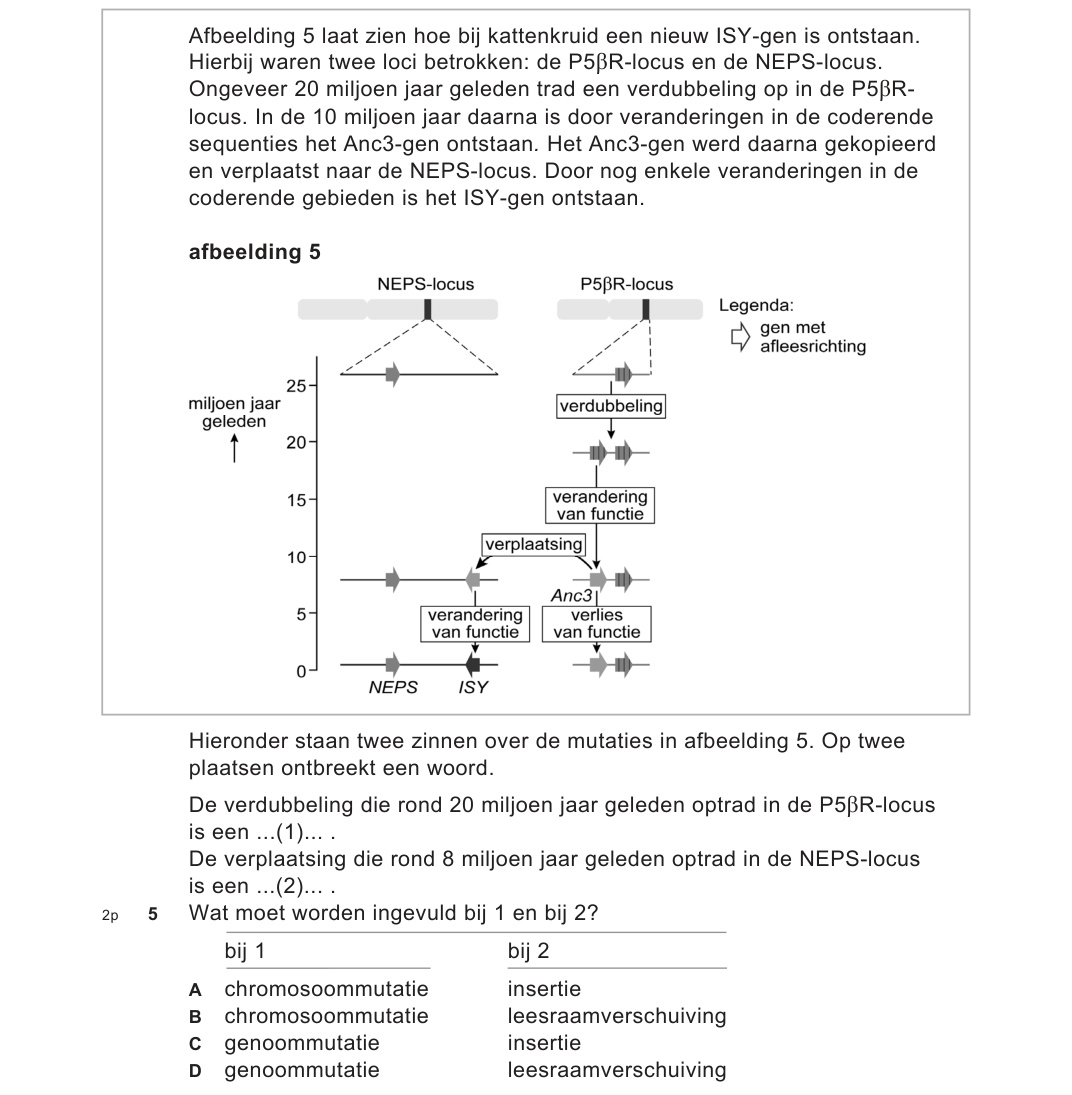 Afbeelding 5 laat zien hoe bij kattenkruid een nieuw ISY-gen is ontstaan.
Hierbij waren twee loci betrokken: de P5βR-locus en de NEPS-locus.
Ongeveer 20 miljoen jaar geleden trad een verdubbeling op in de P5βR-
locus. In de 10 miljoen jaar daarna is door veranderingen in de coderende
sequenties het Anc3-gen ontstaan. Het Anc3-gen werd daarna gekopieerd
en verplaatst naar de NEPS-locus. Door nog enkele veranderingen in de
coderende gebieden is het ISY-gen ontstaan.
afbeelding 5
NEPS-locus
P5βR-locus
Legenda:
gen met
afleesrichting
miljoen jaar
geleden
25
20
15
10
5
0
verdubbeling
verandering
van functie
verplaatsing
Anc3
verandering
van functie
verlies
van functie
NEPS
ISY
Hieronder staan twee zinnen over de mutaties in afbeelding 5. Op twee
plaatsen ontbreekt een woord.
De verdubbeling die rond 20 miljoen jaar geleden optrad in de P5βR-locus
is een ...(1)... .
De verplaatsing die rond 8 miljoen jaar geleden optrad in de NEPS-locus
is een ...(2)... .
2p 5 Wat moet worden ingevuld bij 1 en bij 2?
bij 1 bij 2
A chromosoommutatie insertie
B chromosoommutatie leesraamverschuiving
C genoommutatie insertie
D genoommutatie leesraamverschuiving